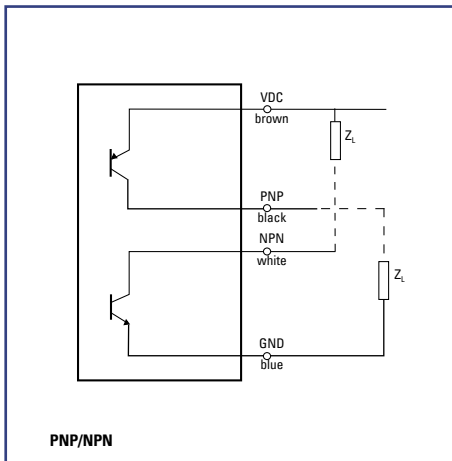 VDC
brown
Z_L
PNP
black
NPN
white
Z_L
GND
blue
PNP/NPN